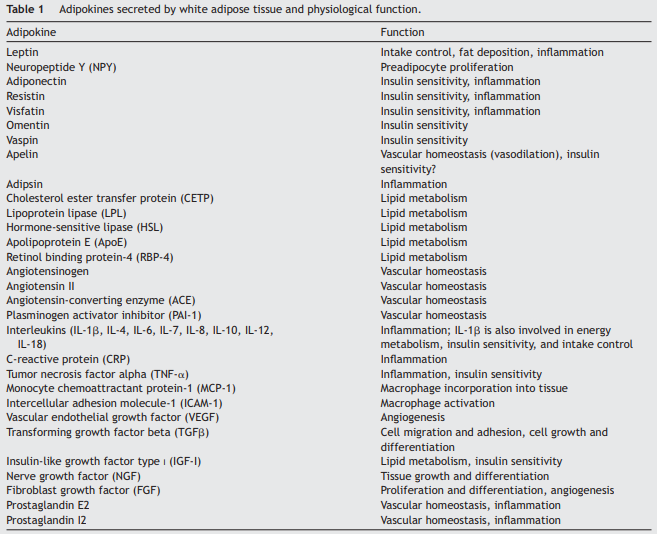 Table 1 Adipokines secreted by white adipose tissue and physiological function.
Adipokine Function
Leptin Intake control, fat deposition, inflammation
Neuropeptide Y (NPY) Preadipocyte proliferation
Adiponectin Insulin sensitivity, inflammation
Resistin Insulin sensitivity, inflammation
Visfatin Insulin sensitivity, inflammation
Omentin Insulin sensitivity
Vaspin Insulin sensitivity
Apelin Vascular homeostasis (vasodilation), insulin
sensitivity?
Adipsin Inflammation
Cholesterol ester transfer protein (CETP) Lipid metabolism
Lipoprotein lipase (LPL) Lipid metabolism
Hormone-sensitive lipase (HSL) Lipid metabolism
Apolipoprotein E (ApoE) Lipid metabolism
Retinol binding protein-4 (RBP-4) Lipid metabolism
Angiotensinogen Vascular homeostasis
Angiotensin II Vascular homeostasis
Angiotensin-converting enzyme (ACE) Vascular homeostasis
Plasminogen activator inhibitor (PAI-1) Vascular homeostasis
Interleukins (IL-1β, IL-4, IL-6, IL-7, IL-8, IL-10, IL-12, Inflammation; IL-1β is also involved in energy
IL-18) metabolism, insulin sensitivity, and intake control
C-reactive protein (CRP) Inflammation
Tumor necrosis factor alpha (TNF-α) Inflammation, insulin sensitivity
Monocyte chemoattractant protein-1 (MCP-1) Macrophage incorporation into tissue
Intercellular adhesion molecule-1 (ICAM-1) Macrophage activation
Vascular endothelial growth factor (VEGF) Angiogenesis
Transforming growth factor beta (TGFβ) Cell migration and adhesion, cell growth and
differentiation
Insulin-like growth factor type I (IGF-I) Lipid metabolism, insulin sensitivity
Nerve growth factor (NGF) Tissue growth and differentiation
Fibroblast growth factor (FGF) Proliferation and differentiation, angiogenesis
Prostaglandin E2 Vascular homeostasis, inflammation
Prostaglandin I2 Vascular homeostasis, inflammation